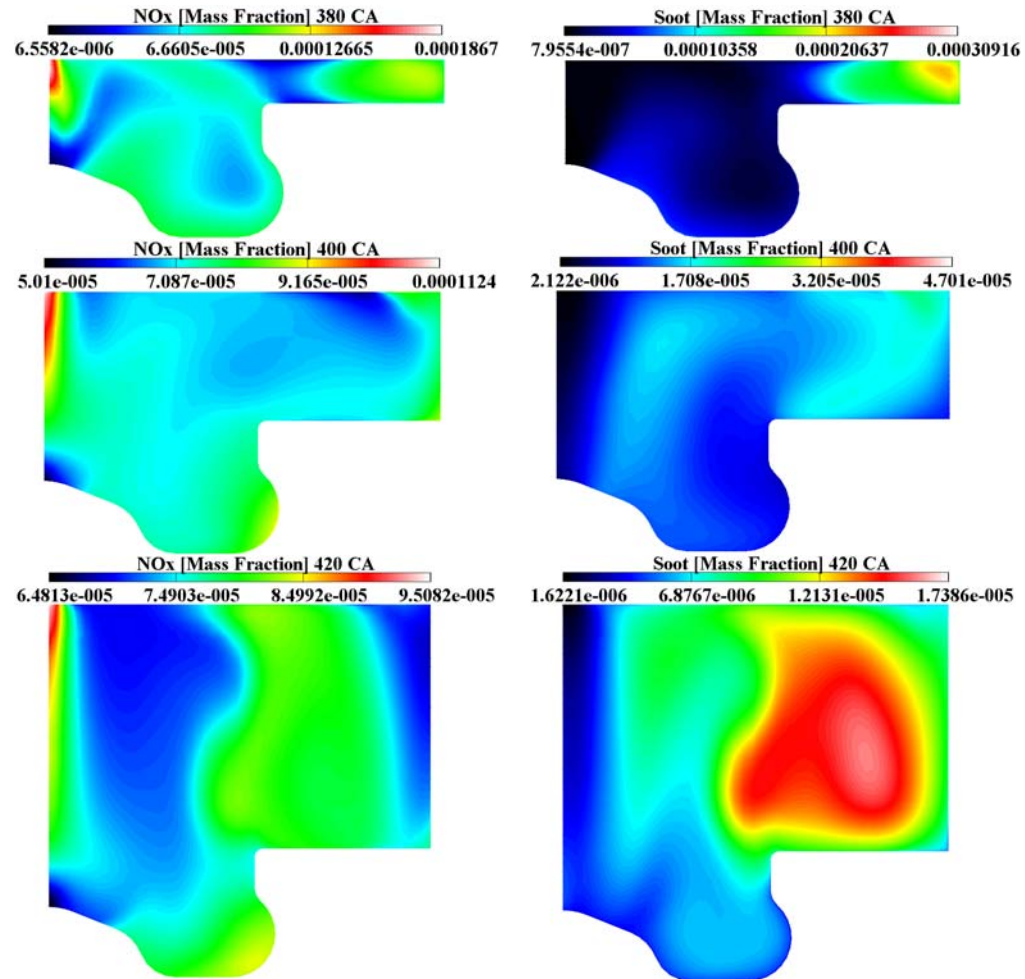 NOx [Mass Fraction] 380 CA
6.5582e-006 6.6605e-005 0.00012665 0.0001867
Soot [Mass Fraction] 380 CA
7.9554e-007 0.00010358 0.00020637 0.00030916
NOx [Mass Fraction] 400 CA
5.01e-005 7.087e-005 9.165e-005 0.0001124
Soot [Mass Fraction] 400 CA
2.122e-006 1.708e-005 3.205e-005 4.701e-005
NOx [Mass Fraction] 420 CA
6.4813e-005 7.4903e-005 8.4992e-005 9.5082e-005
Soot [Mass Fraction] 420 CA
1.6221e-006 6.8767e-006 1.2131e-005 1.7386e-005